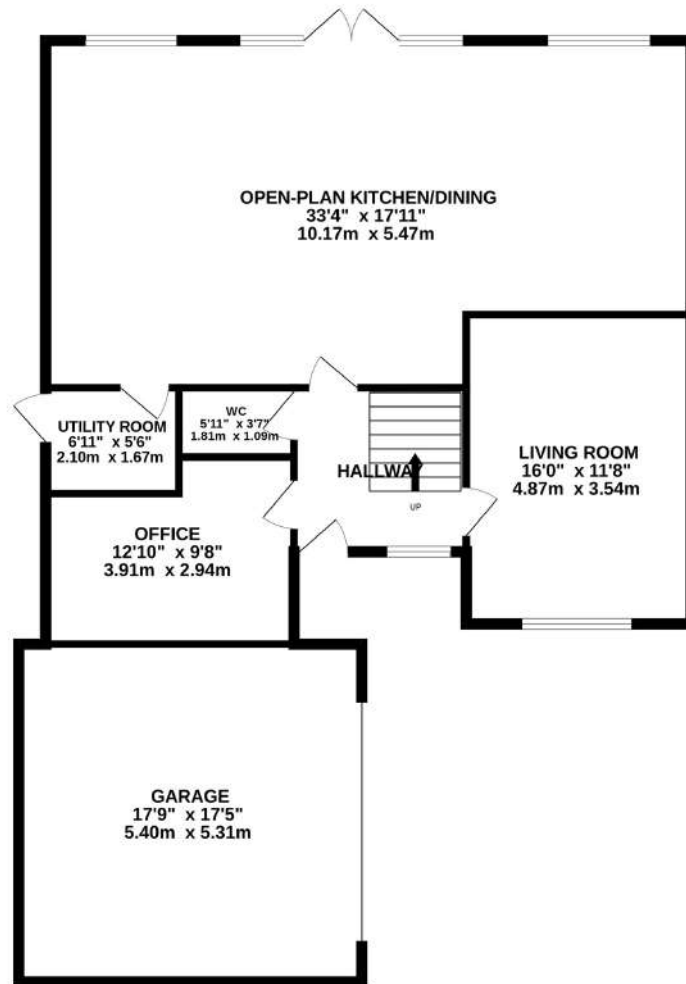 OPEN-PLAN KITCHEN/DINING
33'4" x 17'11"
10.17m x 5.47m
UTILITY ROOM
6'11" x 5'6"
2.10m x 1.67m
WC
5'11" x 3'7"
1.81m x 1.09m
HALLWAY
UP
LIVING ROOM
16'0" x 11'8"
4.87m x 3.54m
OFFICE
12'10" x 9'8"
3.91m x 2.94m
GARAGE
17'9" x 17'5"
5.40m x 5.31m